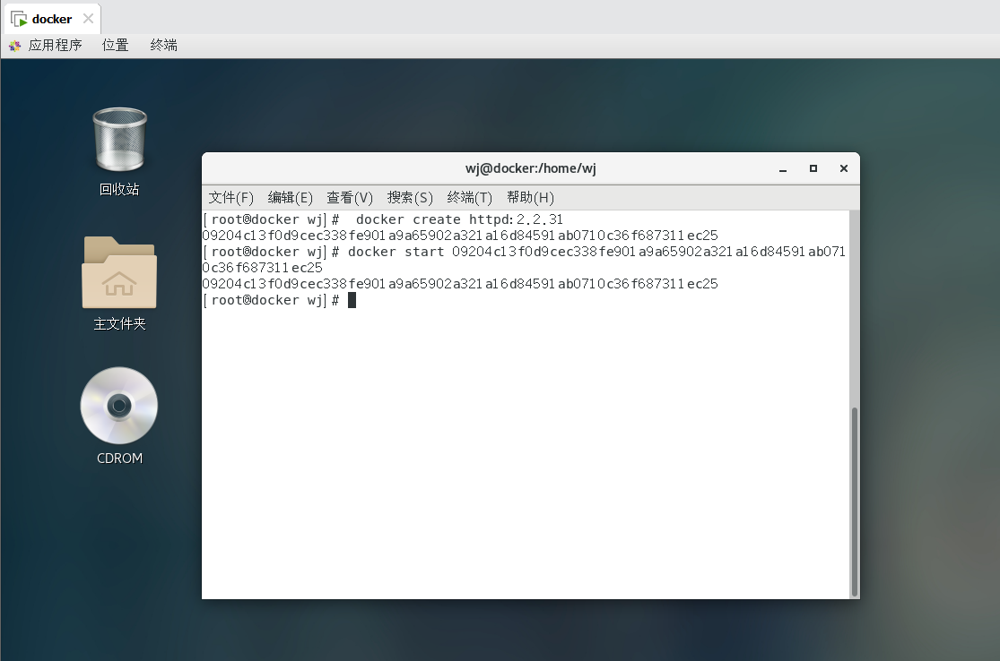 docker
应用程序 位置 终端
回收站
主文件夹
CDROM
wj@docker:/home/wj
文件(F) 编辑(E) 查看(V) 搜索(S) 终端(T) 帮助(H)
[root@docker wj]#  docker create httpd:2.2.31
09204c13f0d9cec338fe901a9a65902a321a16d84591ab0710c36f687311ec25
[root@docker wj]# docker start 09204c13f0d9cec338fe901a9a65902a321a16d84591ab071
0c36f687311ec25
09204c13f0d9cec338fe901a9a65902a321a16d84591ab0710c36f687311ec25
[root@docker wj]#